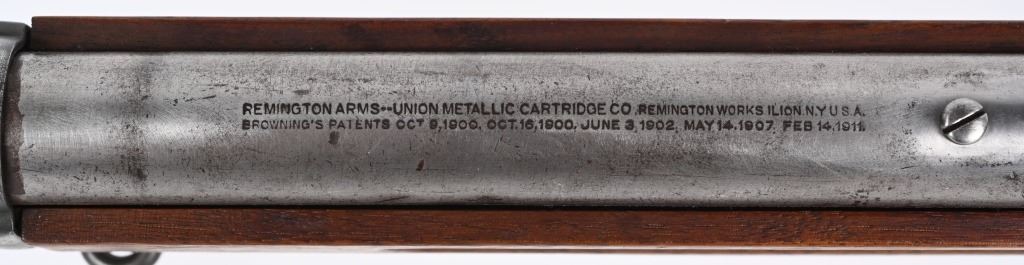 REMINGTON ARMS--UNION METALLIC CARTRIDGE CO. REMINGTON WORKS ILION. N.Y U.S.A.
BROWNING'S PATENTS OCT 9, 1900, OCT. 16, 1900. JUNE 3, 1902, MAY 14. 1907, FEB 14, 1911.